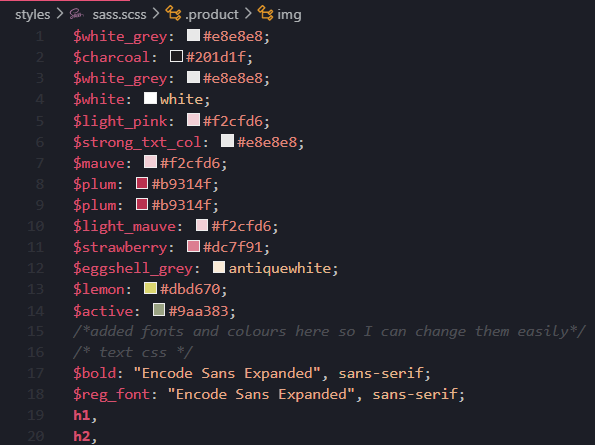 styles > sass.scss > .product > img
1 $white_grey: #e8e8e8;
2 $charcoal: #201d1f;
3 $white_grey: #e8e8e8;
4 $white: white;
5 $light_pink: #f2cfd6;
6 $strong_txt_col: #e8e8e8;
7 $mauve: #f2cfd6;
8 $plum: #b9314f;
9 $plum: #b9314f;
10 $light_mauve: #f2cfd6;
11 $strawberry: #dc7f91;
12 $eggshell_grey: antiquewhite;
13 $lemon: #dbd670;
14 $active: #9aa383;
15 /*added fonts and colours here so I can change them easily*/
16 /* text css */
17 $bold: "Encode Sans Expanded", sans-serif;
18 $reg_font: "Encode Sans Expanded", sans-serif;
19 h1,
20 h2,